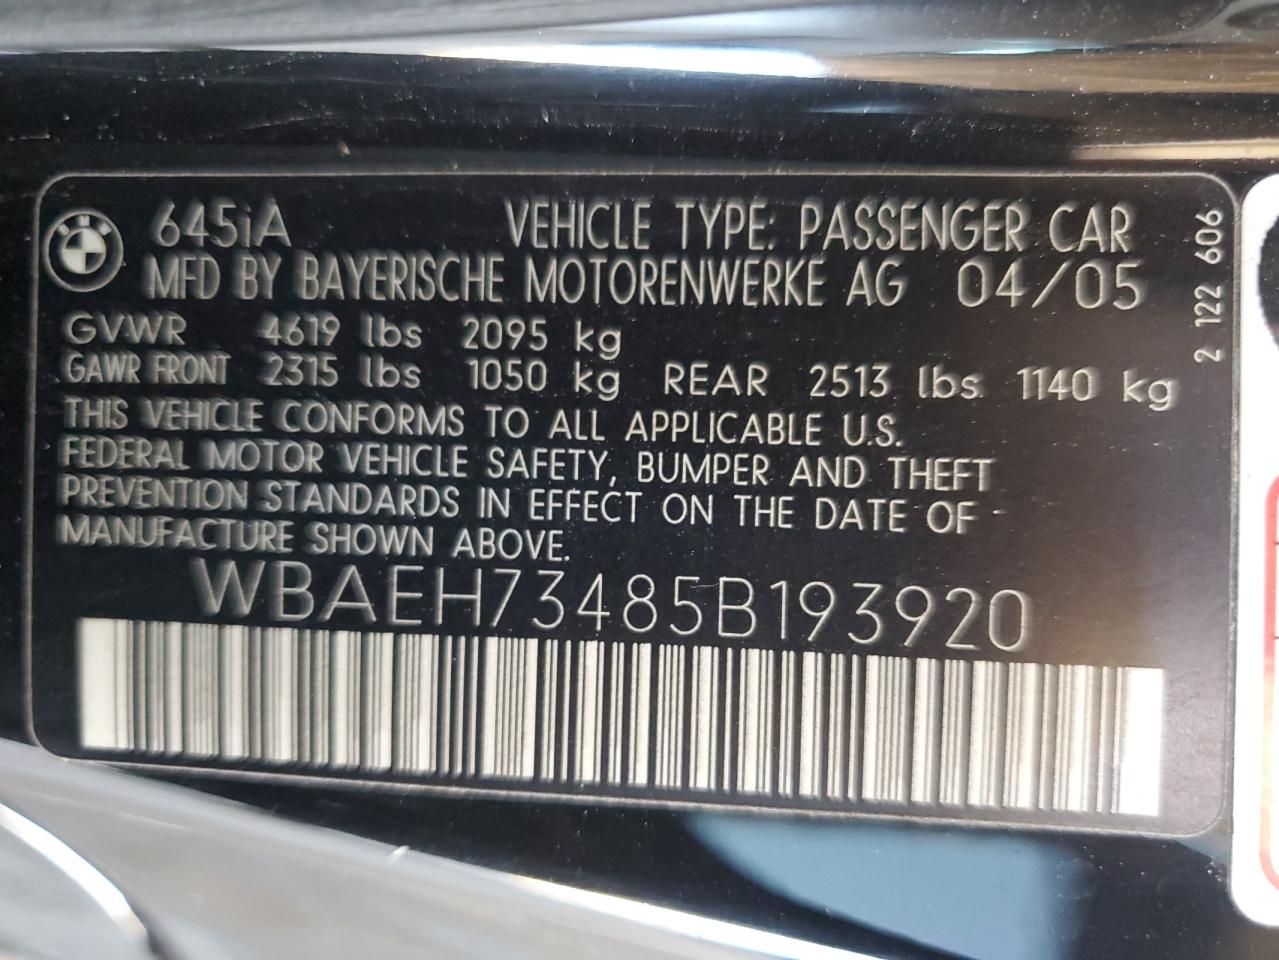 645iA VEHICLE TYPE: PASSENGER CAR
MFD BY BAYERISCHE MOTORENWERKE AG 04/05
GVWR 4619 lbs 2095 kg
GAWR FRONT 2315 lbs 1050 kg REAR 2513 lbs 1140 kg
THIS VEHICLE CONFORMS TO ALL APPLICABLE U.S.
FEDERAL MOTOR VEHICLE SAFETY, BUMPER AND THEFT
PREVENTION STANDARDS IN EFFECT ON THE DATE OF
MANUFACTURE SHOWN ABOVE.
WBAEH73485B193920
2 122 606